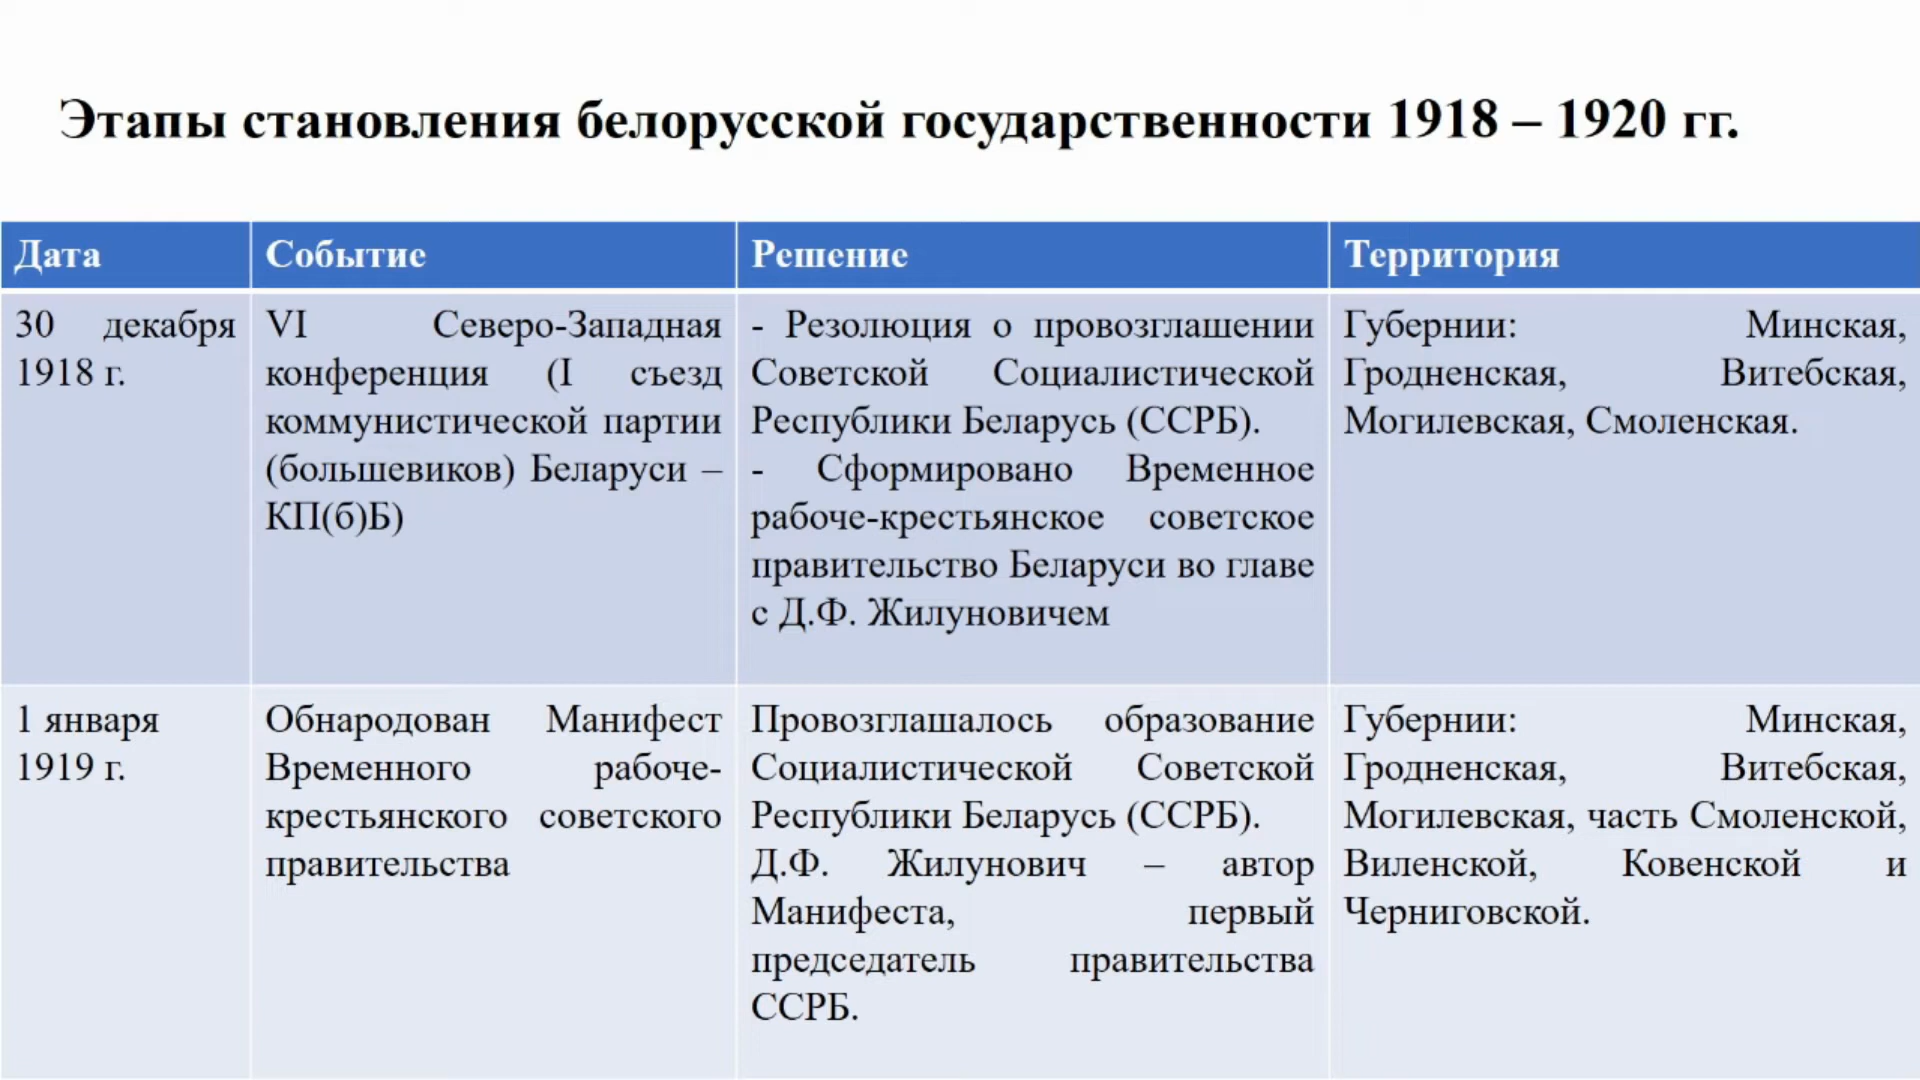 Этапы становления белорусской государственности 1918 – 1920 гг.
Дата
Событие
Решение
Территория
30 декабря
1918 г.
VI Северо-Западная
конференция (I съезд
коммунистической партии
(большевиков) Беларуси –
КП(б)Б)
- Резолюция о провозглашении
Советской Социалистической
Республики Беларусь (ССРБ).
- Сформировано Временное
рабоче-крестьянское советское
правительство Беларуси во главе
с Д.Ф. Жилуновичем
Губернии: Минская,
Гродненская, Витебская,
Могилевская, Смоленская.
1 января
1919 г.
Обнародован Манифест
Временного рабоче-
крестьянского советского
правительства
Провозглашалось образование
Социалистической Советской
Республики Беларусь (ССРБ).
Д.Ф. Жилунович – автор
Манифеста, первый
председатель правительства
ССРБ.
Губернии: Минская,
Гродненская, Витебская,
Могилевская, часть Смоленской,
Виленской, Ковенской и
Черниговской.